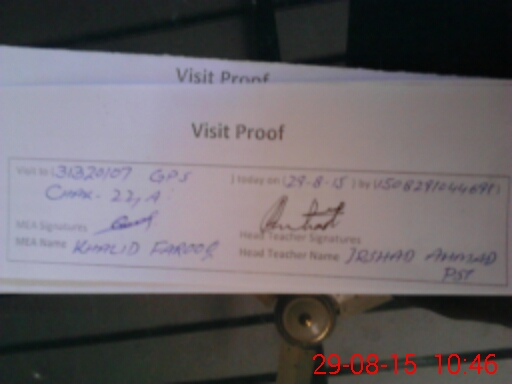 Visit Proof
Visit Proof
Visit to (31320107 GPS ) today on (29-8-15) by (
CHAK. 22, A
MEA Signatures
Head Teacher Signatures
MEA Name KHALID FAROOQ
Head Teacher Name IRSHAD AHMAD
PST
29-08-15 10:46